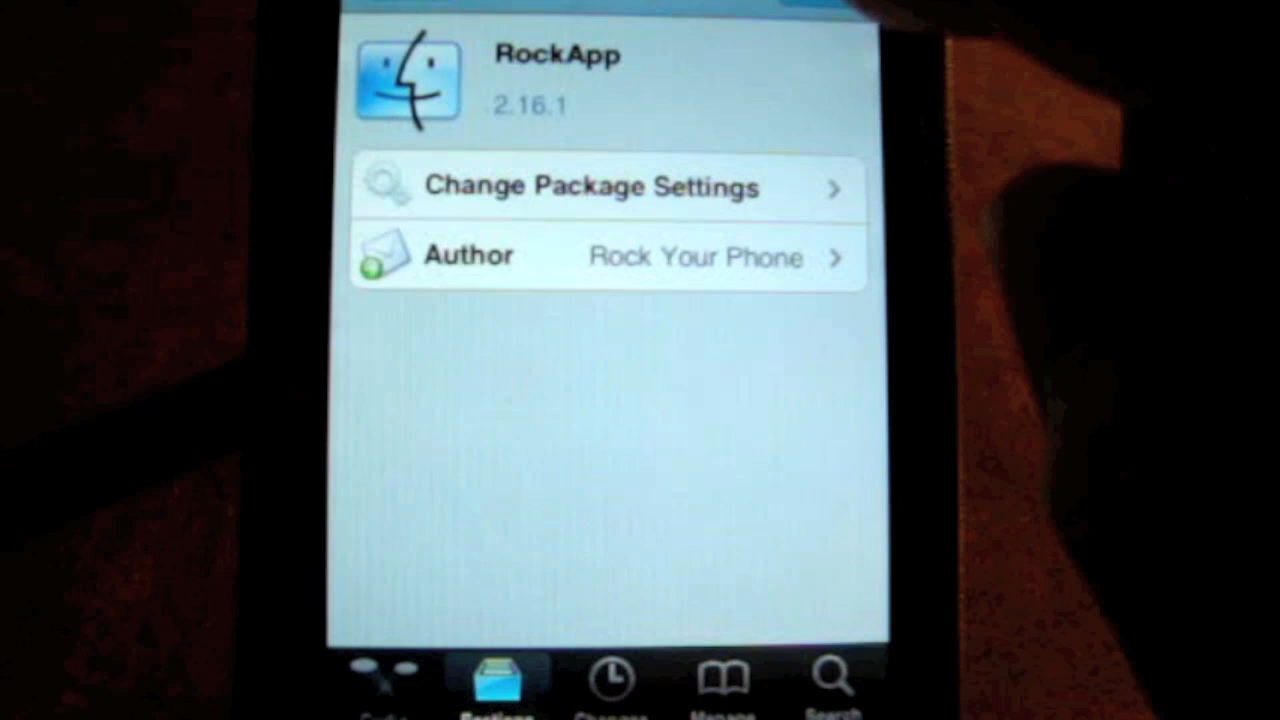 RockApp
2.16.1
Change Package Settings
Author Rock Your Phone
Sections Changes Manage Search